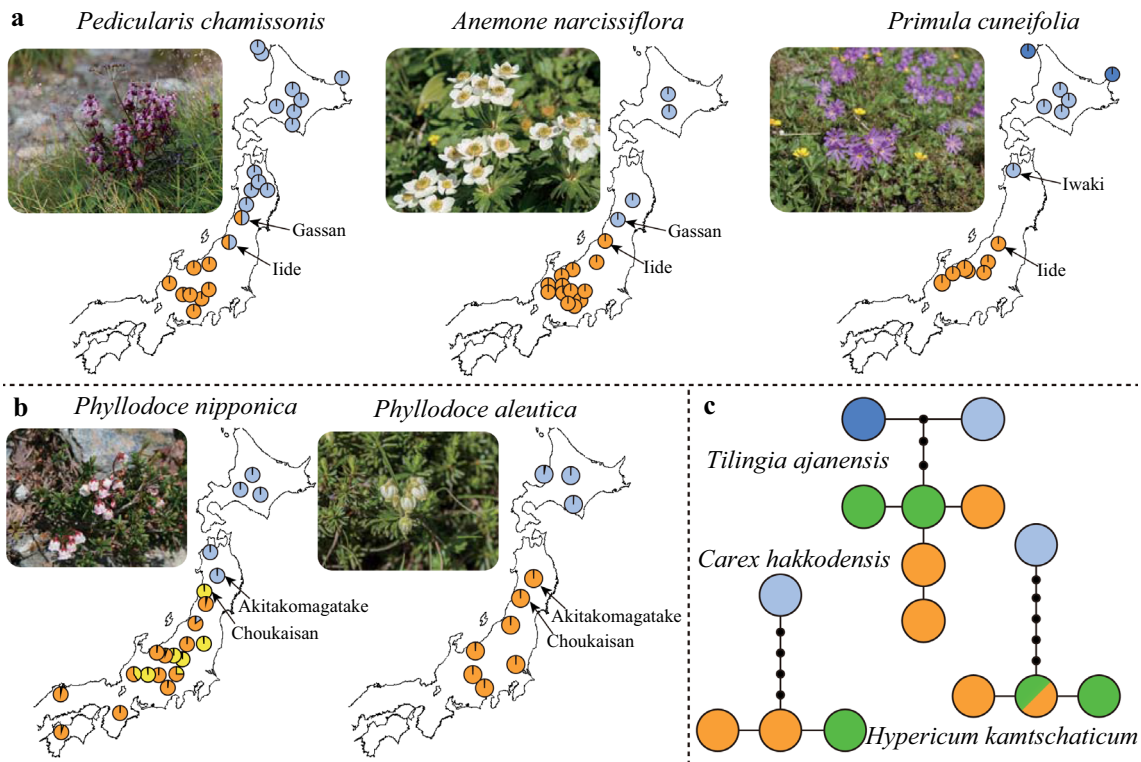 a
Pedicularis chamissonis
Anemone narcissiflora
Primula cuneifolia
Gassan
Iide
Gassan
Iide
Iwaki
Iide
b
Phyllodoce nipponica
Phyllodoce aleutica
Akitakomagatake
Choukaisan
Akitakomagatake
Choukaisan
c
Tilingia ajanensis
Carex hakkodensis
Hypericum kamtschaticum